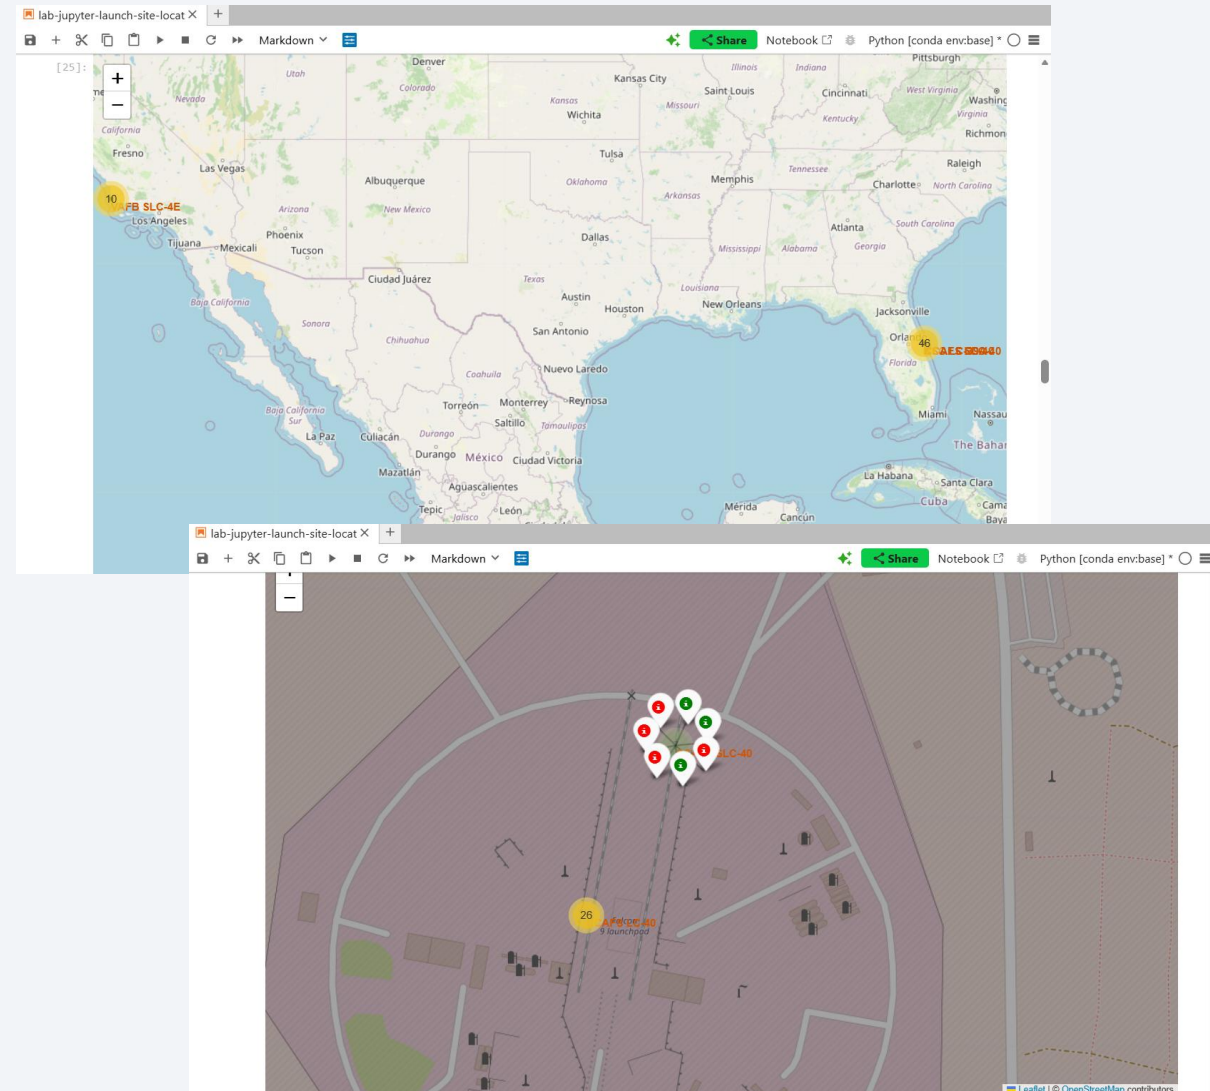 lab-jupyter-launch-site-locat
Markdown
Share
Notebook
Python [conda env:base] *
[25]:
+
−
Denver
Utah
Colorado
Nevada
California
Fresno
Las Vegas
Kansas City
Kansas
Wichita
Saint Louis
Missouri
Illinois
Indiana
Cincinnati
Kentucky
Pittsburgh
West Virginia
Washing
Virginia
Richmon
Raleigh
Charlotte
North Carolina
Tulsa
Oklahoma
Memphis
Tennessee
Arkansas
Albuquerque
New Mexico
Arizona
Phoenix
Tucson
10
AFB SLC-4E
Los Angeles
Tijuana
Mexicali
Dallas
Mississippi
Alabama
Atlanta
Georgia
South Carolina
Ciudad Juárez
Texas
Austin
Houston
Louisiana
New Orleans
Jacksonville
Baja California
Sonora
Chihuahua
San Antonio
46
Florida
Coahuila
Nuevo Laredo
Torreón
Monterrey
Reynosa
Saltillo
Tamaulipas
Miami
Nassau
Baja California
Sur
La Paz
Culiacán
Durango
Durango
México
Ciudad Victoria
The Bahar
Mazatlán
Aguascalientes
La Habana
Santa Clara
Cuba
Cama
Tepic
Jalisco
León
Mérida
Cancún
Baya
lab-jupyter-launch-site-locat
Markdown
Share
Notebook
Python [conda env:base] *
−
SLC-40
26
9 launchpad
Leaflet | © OpenStreetMap contributors